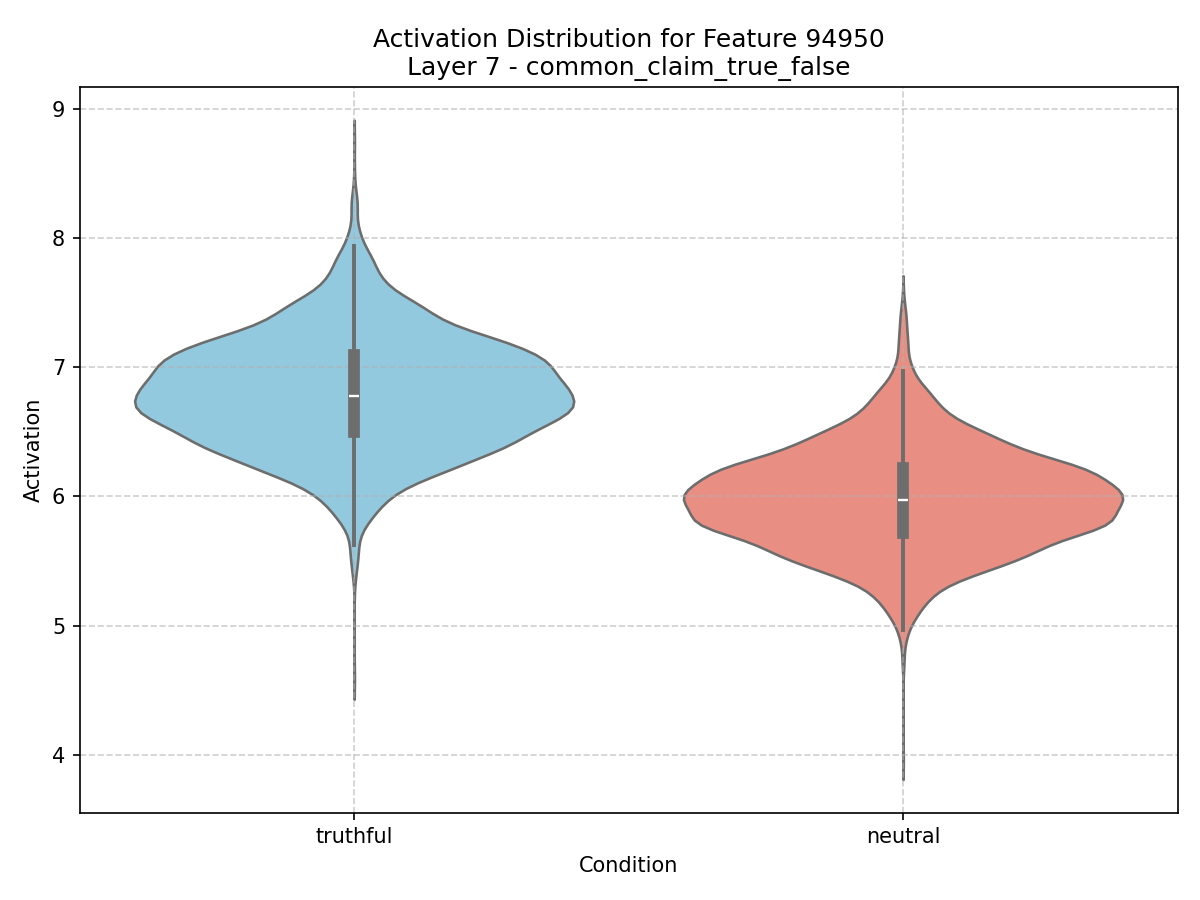 Activation Distribution for Feature 94950
Layer 7 - common_claim_true_false
9
8
7
6
5
4
Activation
truthful
neutral
Condition